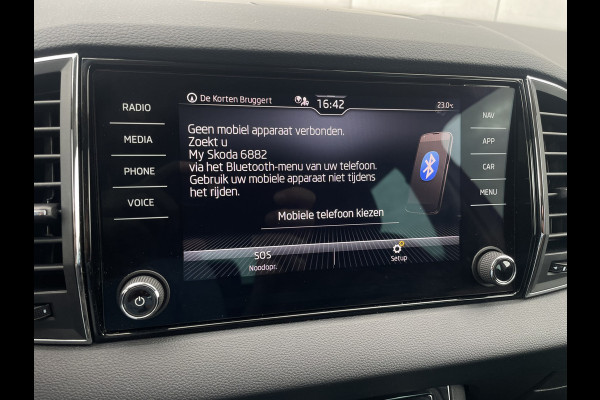 De Korten Bruggert 16:42 23.0°C
RADIO
MEDIA
PHONE
VOICE
Geen mobiel apparaat verbonden.
Zoekt u
My Skoda 6882
via het Bluetooth-menu van uw telefoon.
Gebruik uw mobiele apparaat niet tijdens
het rijden.
Mobiele telefoon kiezen
SOS
Noodopr.
Setup
NAV
APP
CAR
MENU